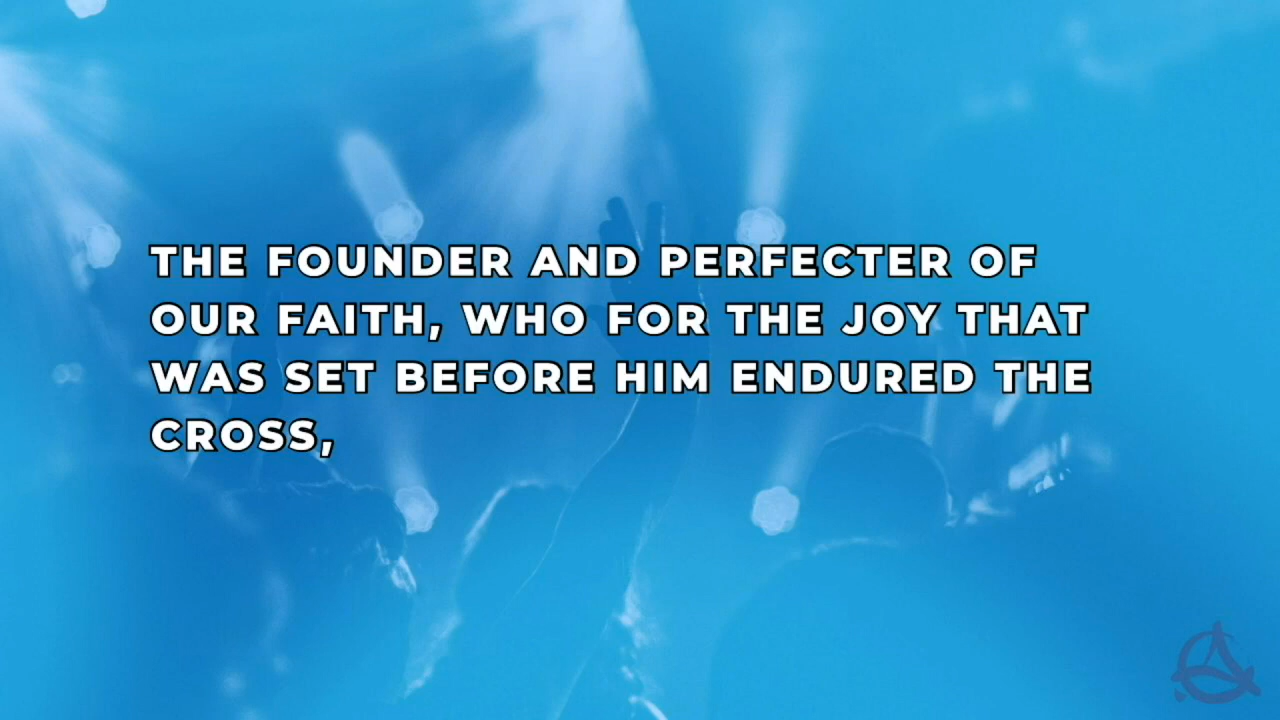 THE FOUNDER AND PERFECTER OF
OUR FAITH, WHO FOR THE JOY THAT
WAS SET BEFORE HIM ENDURED THE
CROSS,